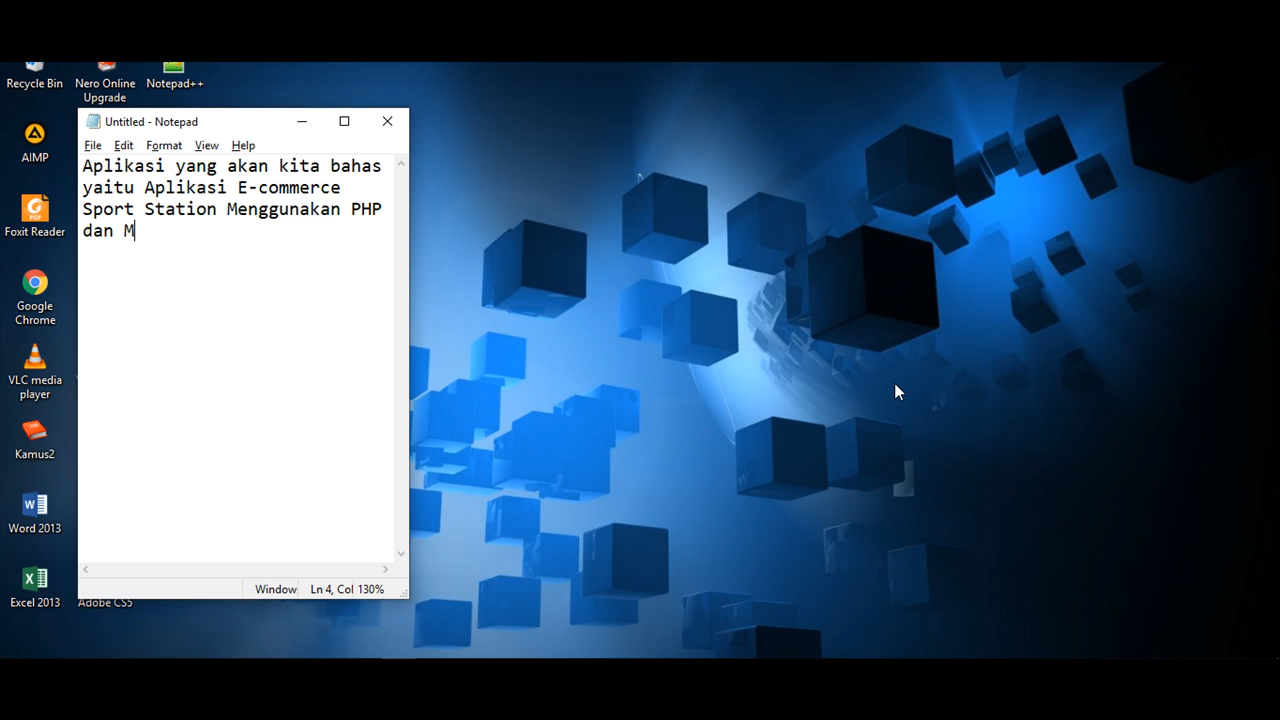 Recycle Bin
Nero Online
Upgrade
Notepad++
AIMP
Foxit Reader
Google
Chrome
VLC media
player
Kamus2
Word 2013
Excel 2013
Adobe CS5
Untitled - Notepad
File Edit Format View Help
Aplikasi yang akan kita bahas
yaitu Aplikasi E-commerce
Sport Station Menggunakan PHP
dan M
Window Ln 4, Col 130%